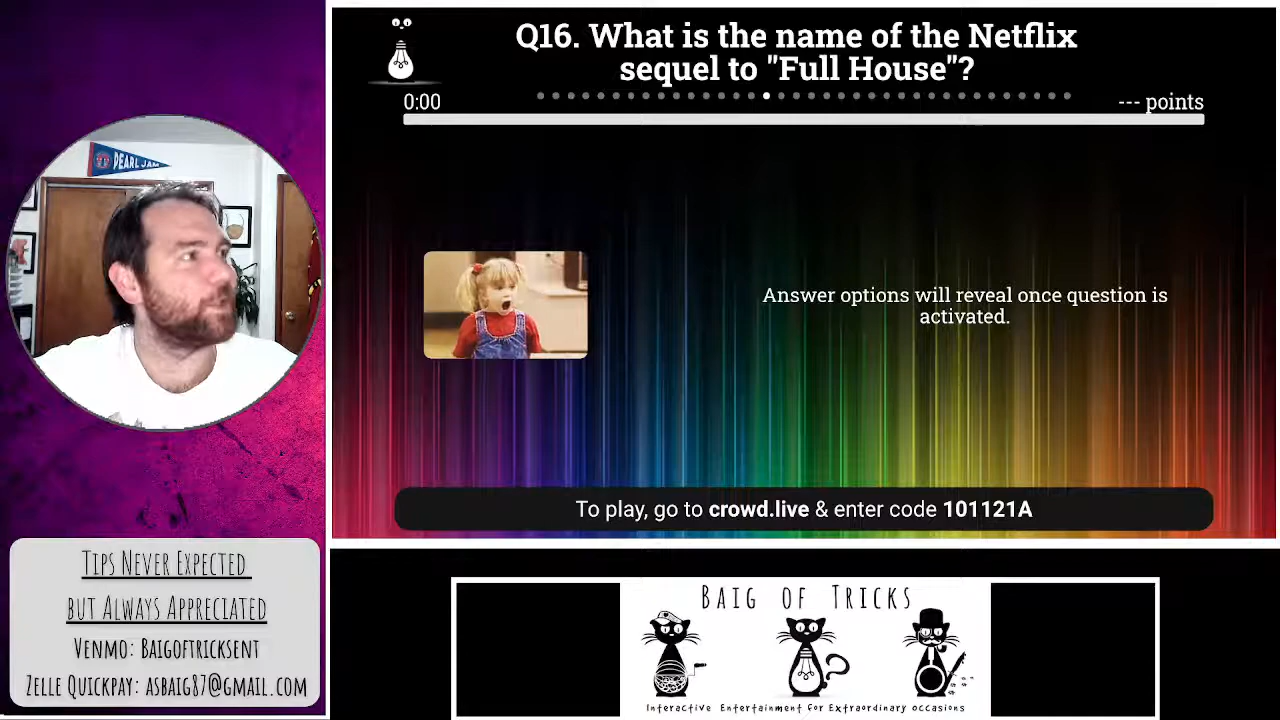 Q16. What is the name of the Netflix
sequel to "Full House"?
0:00
--- points
PEARL JAM
Answer options will reveal once question is
activated.
To play, go to crowd.live & enter code 101121A
Tips Never Expected
but Always Appreciated
Venmo: Baigoftricksent
Zelle Quickpay: asbaig87@gmail.com
Baig of Tricks
Interactive Entertainment for Extraordinary Occasions